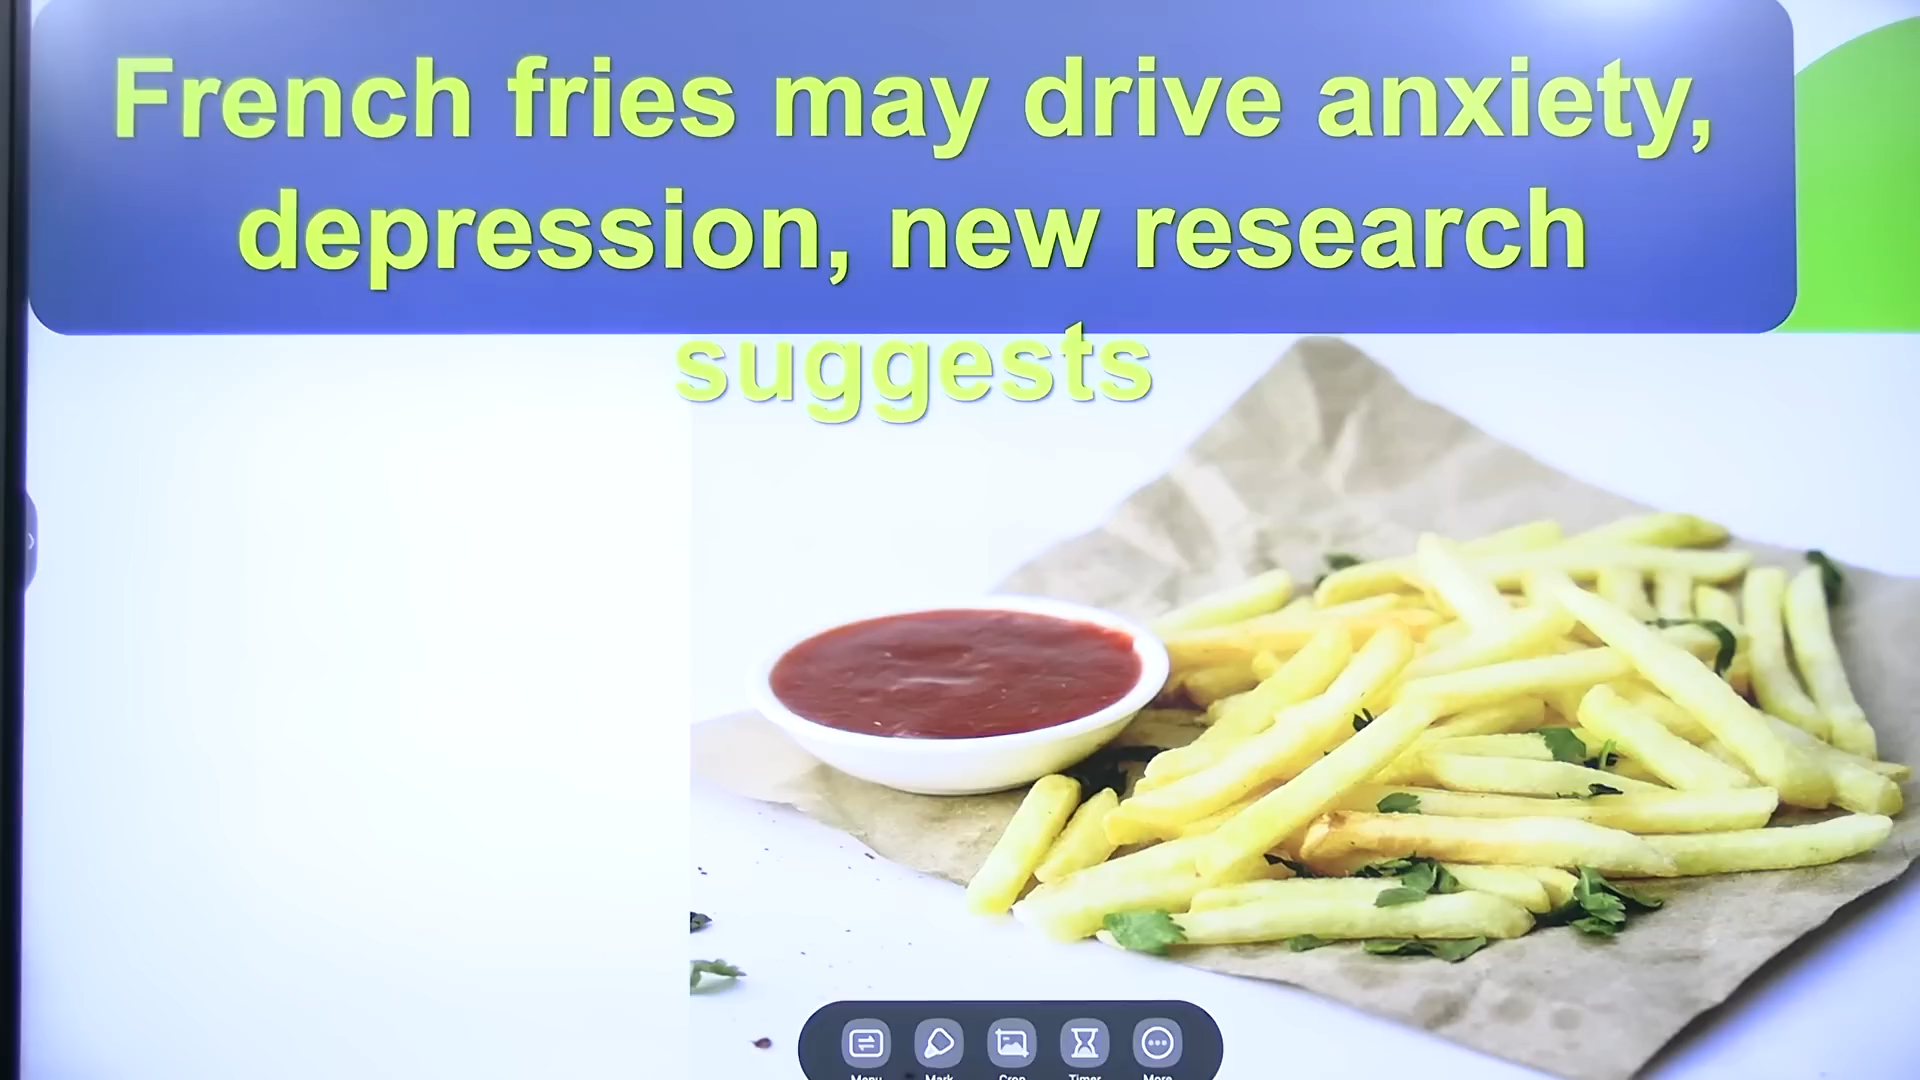 French fries may drive anxiety,
depression, new research
suggests
Menu
Mark
Crop
Timer
More